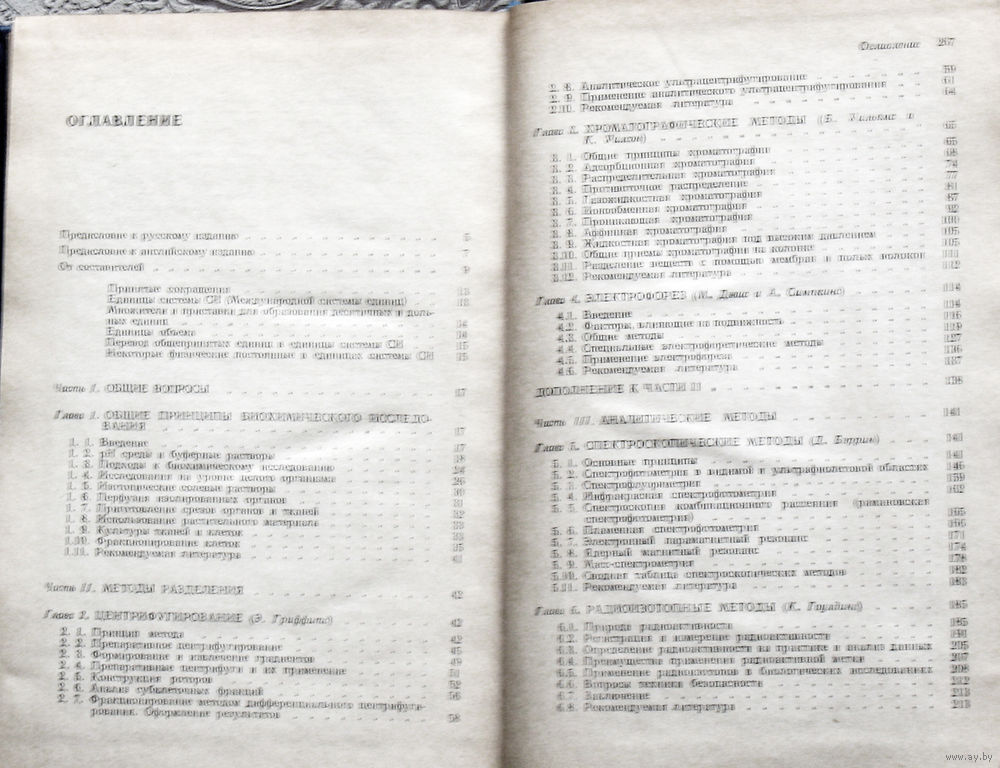 ОГЛАВЛЕНИЕ
Предисловие к русскому изданию 5
Предисловие к английскому изданию 7
От составителей 9
Принятые сокращения 13
Единицы системы СИ (Международной системы единиц) 13
Множители и приставки для образования десятичных и доль-
ных единиц 14
Единицы объема 14
Перевод общепринятых единиц в единицы системы СИ 15
Некоторые физические постоянные в единицах системы СИ 15
Часть I. ОБЩИЕ ВОПРОСЫ 17
Глава 1. ОБЩИЕ ПРИНЦИПЫ БИОХИМИЧЕСКОГО ИССЛЕДО-
ВАНИЯ 17
1. 1. Введение 17
1. 2. pH среды и буферные растворы 18
1. 3. Подходы к биохимическому исследованию 24
1. 4. Исследования на уровне целого организма 26
1. 5. Изотонические солевые растворы 30
1. 6. Перфузия изолированных органов 31
1. 7. Приготовление срезов органов и тканей 32
1. 8. Использование растительного материала 33
1. 9. Культуры тканей и клеток 33
1.10. Фракционирование клеток 35
1.11. Рекомендуемая литература 41
Часть II. МЕТОДЫ РАЗДЕЛЕНИЯ 42
Глава 2. ЦЕНТРИФУГИРОВАНИЕ (Э. Гриффитс) 42
2. 1. Принцип метода 42
2. 2. Препаративное центрифугирование 45
2. 3. Формирование и извлечение градиентов 49
2. 4. Препаративные центрифуги и их применение 51
2. 5. Конструкция роторов 52
2. 6. Анализ субклеточных фракций 56
2. 7. Фракционирование методом дифференциального центрифуги-
рования. Оформление результатов 58
Оглавление 267
2. 8. Аналитическое ультрацентрифугирование 59
2. 9. Применение аналитического ультрацентрифугирования 61
2.10. Рекомендуемая литература 64
Глава 3. ХРОМАТОГРАФИЧЕСКИЕ МЕТОДЫ (Б. Уильямс и
К. Уилсон) 65
3. 1. Общие принципы хроматографии 65
3. 2. Адсорбционная хроматография 68
3. 3. Распределительная хроматография 74
3. 4. Противоточное распределение 77
3. 5. Газожидкостная хроматография 81
3. 6. Ионообменная хроматография 87
3. 7. Проникающая хроматография 92
3. 8. Аффинная хроматография 100
3. 9. Жидкостная хроматография под высоким давлением 105
3.10. Общие приемы хроматографии на колонке 105
3.11. Разделение веществ с помощью мембран и полых волокон 111
3.12. Рекомендуемая литература 112
Глава 4. ЭЛЕКТРОФОРЕЗ (М. Дэвис и А. Симпкинс) 114
4.1. Введение 114
4.2. Факторы, влияющие на подвижность 116
4.3. Общие методы 119
4.4. Специальные электрофоретические методы 127
4.5. Применение электрофореза 136
4.6. Рекомендуемая литература 137
ДОПОЛНЕНИЕ К ЧАСТИ II 138
Часть III. АНАЛИТИЧЕСКИЕ МЕТОДЫ 141
Глава 5. СПЕКТРОСКОПИЧЕСКИЕ МЕТОДЫ (Д. Баррин) 141
5. 1. Основные принципы 141
5. 2. Спектрофотометрия в видимой и ультрафиолетовой областях 146
5. 3. Спектрофлуориметрия 159
5. 4. Инфракрасная спектрофотометрия 162
5. 5. Спектроскопия комбинационного рассеяния (рамановская
спектрофотометрия) 165
5. 6. Пламенная спектрофотометрия 166
5. 7. Электронный парамагнитный резонанс 171
5. 8. Ядерный магнитный резонанс 174
5. 9. Масс-спектрометрия 178
5.10. Сводная таблица спектроскопических методов 182
5.11. Рекомендуемая литература 183
Глава 6. РАДИОИЗОТОПНЫЕ МЕТОДЫ (К. Гоулдинг) 185
6.1. Природа радиоактивности 185
6.2. Регистрация и измерение радиоактивности 191
6.3. Определение радиоактивности на практике и анализ данных 205
6.4. Преимущества применения радиоактивной метки 207
6.5. Применение радиоизотопов в биологических исследованиях 208
6.6. Вопросы техники безопасности 212
6.7. Заключение 213
6.8. Рекомендуемая литература 213
www.ay.by